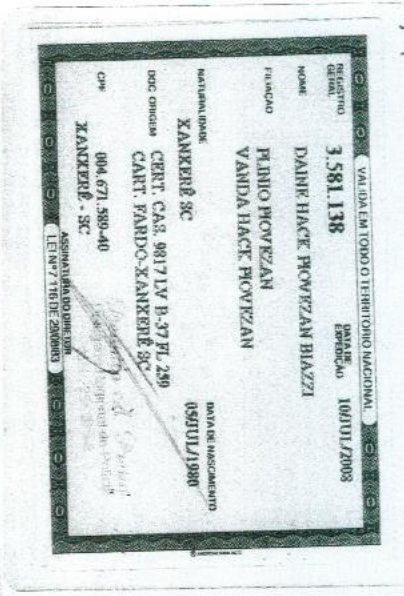 VALIDA EM TODO O TERRITÓRIO NACIONAL
REGISTRO GERAL 3.581.138 DATA DE EXPEDIÇÃO 10/JUL/2008
NOME DAINE HACK PIOVEZAN BIAZZI
FILIAÇÃO PLINIO PIOVEZAN
VANDA HACK PIOVEZAN
NATURALIDADE DATA DE NASCIMENTO
XANXERÊ SC 05/JUL/1980
DOC ORIGEM CERT. CAS. 9817 LV B-37 FL 259
CART. FARDO-XANXERÊ SC
CPF 004.671.589-40
XANXERÊ - SC
ASSINATURA DO DIRETOR
LEI Nº 7.116 DE 29/08/83